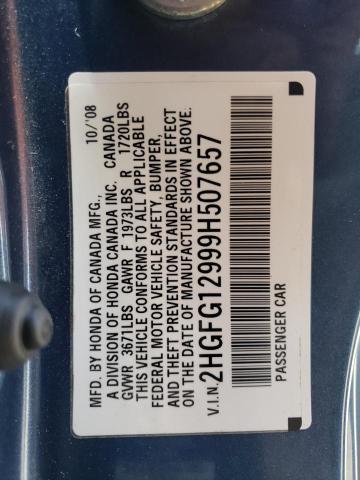 MFD. BY HONDA OF CANADA MFG., 10/'08
A DIVISION OF HONDA CANADA INC. CANADA
GVWR 3671LBS GAWR F 1973LBS R 1720LBS
THIS VEHICLE CONFORMS TO ALL APPLICABLE
FEDERAL MOTOR VEHICLE SAFETY, BUMPER,
AND THEFT PREVENTION STANDARDS IN EFFECT
ON THE DATE OF MANUFACTURE SHOWN ABOVE.
V.I.N. 2HGFG12999H507657
PASSENGER CAR